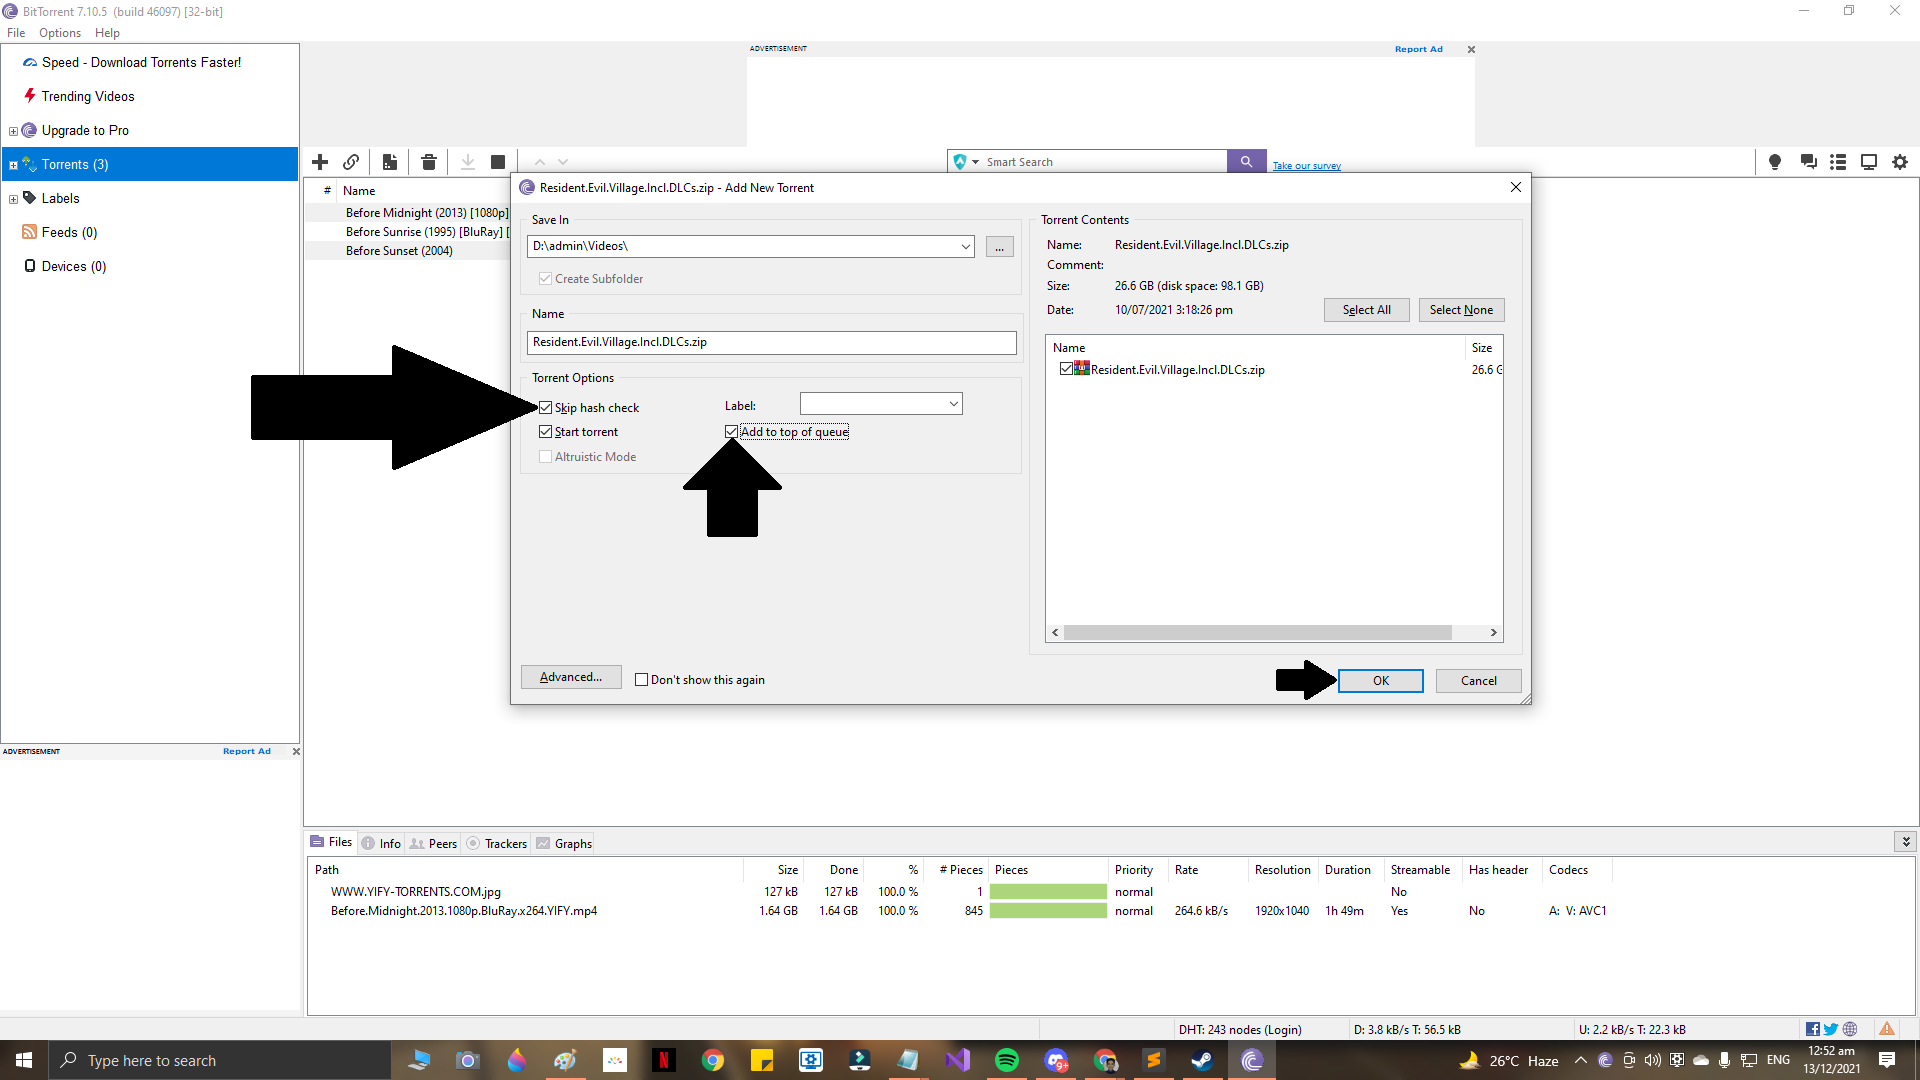 BitTorrent 7.10.5 (build 46097) [32-bit]
File Options Help
Speed - Download Torrents Faster!
Trending Videos
Upgrade to Pro
Torrents (3)
Labels
Feeds (0)
Devices (0)
ADVERTISEMENT Report Ad
ADVERTISEMENT Report Ad
Smart Search
Take our survey
# Name
Before Midnight (2013) [1080p]
Before Sunrise (1995) [BluRay] [
Before Sunset (2004)
Resident.Evil.Village.Incl.DLCs.zip - Add New Torrent
Save In
D:\admin\Videos\
...
Create Subfolder
Name
Resident.Evil.Village.Incl.DLCs.zip
Torrent Options
Skip hash check
Label:
Start torrent
Add to top of queue
Altruistic Mode
Advanced...
Don't show this again
Torrent Contents
Name: Resident.Evil.Village.Incl.DLCs.zip
Comment:
Size: 26.6 GB (disk space: 98.1 GB)
Date: 10/07/2021 3:18:26 pm
Select All
Select None
Name Size
Resident.Evil.Village.Incl.DLCs.zip 26.6 G
OK
Cancel
Files Info Peers Trackers Graphs
Path Size Done % # Pieces Pieces Priority Rate Resolution Duration Streamable Has header Codecs
WWW.YIFY-TORRENTS.COM.jpg 127 kB 127 kB 100.0 % 1 normal No
Before.Midnight.2013.1080p.BluRay.x264.YIFY.mp4 1.64 GB 1.64 GB 100.0 % 845 normal 264.6 kB/s 1920x1040 1h 49m Yes No A: V: AVC1
DHT: 243 nodes (Login) D: 3.8 kB/s T: 56.5 kB U: 2.2 kB/s T: 22.3 kB
Type here to search
9+
26°C Haze
ENG
12:52 am
13/12/2021